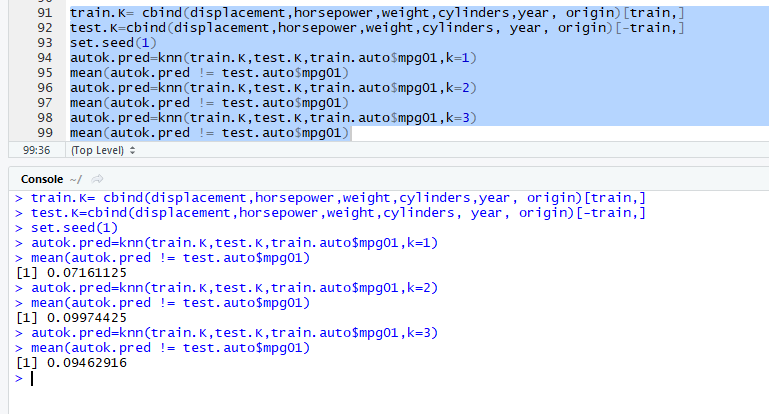 91 train.K= cbind(displacement,horsepower,weight,cylinders,year, origin)[train,]
92 test.K=cbind(displacement,horsepower,weight,cylinders, year, origin)[-train,]
93 set.seed(1)
94 autok.pred=knn(train.K,test.K,train.auto$mpg01,k=1)
95 mean(autok.pred != test.auto$mpg01)
96 autok.pred=knn(train.K,test.K,train.auto$mpg01,k=2)
97 mean(autok.pred != test.auto$mpg01)
98 autok.pred=knn(train.K,test.K,train.auto$mpg01,k=3)
99 mean(autok.pred != test.auto$mpg01)
99:36 (Top Level)
Console ~/
> train.K= cbind(displacement,horsepower,weight,cylinders,year, origin)[train,]
> test.K=cbind(displacement,horsepower,weight,cylinders, year, origin)[-train,]
> set.seed(1)
> autok.pred=knn(train.K,test.K,train.auto$mpg01,k=1)
> mean(autok.pred != test.auto$mpg01)
[1] 0.07161125
> autok.pred=knn(train.K,test.K,train.auto$mpg01,k=2)
> mean(autok.pred != test.auto$mpg01)
[1] 0.09974425
> autok.pred=knn(train.K,test.K,train.auto$mpg01,k=3)
> mean(autok.pred != test.auto$mpg01)
[1] 0.09462916
>